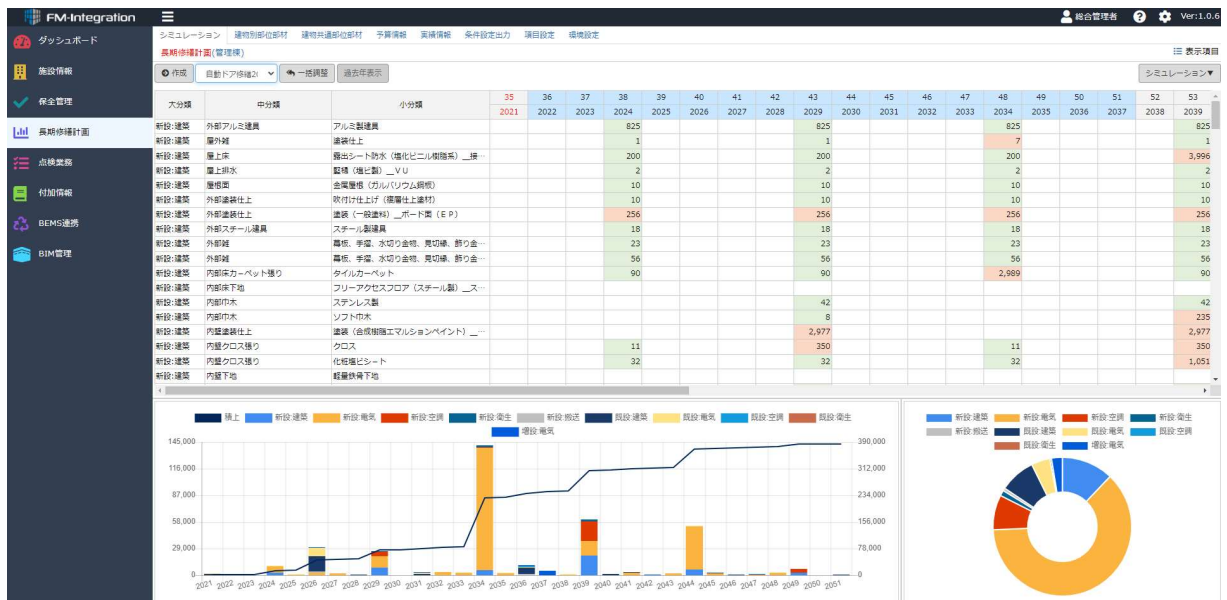 FM-Integration ☰ 総合管理者 Ver:1.0.6
ダッシュボード
施設情報
保全管理
長期修繕計画
点検業務
付加情報
BEMS連携
BIM管理
シミュレーション 建物別部位部材 建物共通部位部材 予算情報 実績情報 条件設定出力 項目設定 環境設定
長期修繕計画(管理棟) 表示項目
作成 自動ドア修繕2( 一括調整 過去年表示 シミュレーション▼
大分類 中分類 小分類
35 36 37 38 39 40 41 42 43 44 45 46 47 48 49 50 51 52 53
2021 2022 2023 2024 2025 2026 2027 2028 2029 2030 2031 2032 2033 2034 2035 2036 2037 2038 2039
新設:建築 外部アルミ建具 アルミ製建具 825 825 825 825
新設:建築 屋外雑 塗装仕上 1 1 7 1
新設:建築 屋上床 露出シート防水（塩化ビニル樹脂系）__接… 200 200 200 3,996
新設:建築 屋上排水 竪樋（塩ビ製）__ＶＵ 2 2 2 2
新設:建築 屋根面 金属屋根（ガルバリウム鋼板） 10 10 10 10
新設:建築 外部塗装仕上 吹付け仕上げ（複層仕上塗材） 10 10 10 10
新設:建築 外部塗装仕上 塗装（一般塗料）__ボード面（ＥＰ） 256 256 256 256
新設:建築 外部スチール建具 スチール製建具 18 18 18 18
新設:建築 外部雑 幕板、手摺、水切り金物、見切縁、飾り金… 23 23 23 23
新設:建築 外部雑 幕板、手摺、水切り金物、見切縁、飾り金… 56 56 56 56
新設:建築 内部床カーペット張り タイルカーペット 90 90 2,989 90
新設:建築 内部床下地 フリーアクセスフロア（スチール製）__ス…
新設:建築 内部巾木 ステンレス製 42 42
新設:建築 内部巾木 ソフト巾木 8 235
新設:建築 内壁塗装仕上 塗装（合成樹脂エマルションペイント）__… 2,977 2,977
新設:建築 内壁クロス張り クロス 11 350 11 350
新設:建築 内壁クロス張り 化粧塩ビシート 32 32 32 1,051
新設:建築 内壁下地 軽量鉄骨下地
積上 新設:建築 新設:電気 新設:空調 新設:衛生 新設:搬送 既設:建築 既設:電気 既設:空調 既設:衛生
増設:電気
145,000 390,000
116,000 312,000
87,000 234,000
58,000 156,000
29,000 78,000
0 0
2021 2022 2023 2024 2025 2026 2027 2028 2029 2030 2031 2032 2033 2034 2035 2036 2037 2038 2039 2040 2041 2042 2043 2044 2045 2046 2047 2048 2049 2050 2051
新設:建築 新設:電気 新設:空調 新設:衛生
新設:搬送 既設:建築 既設:電気 既設:空調
既設:衛生 増設:電気